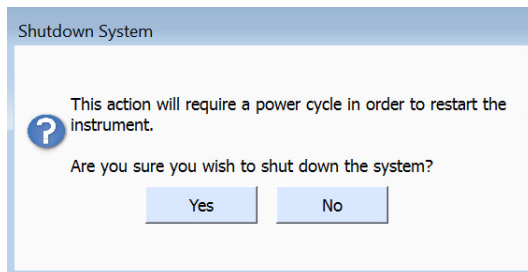 Shutdown System
This action will require a power cycle in order to restart the
instrument.
Are you sure you wish to shut down the system?
Yes No